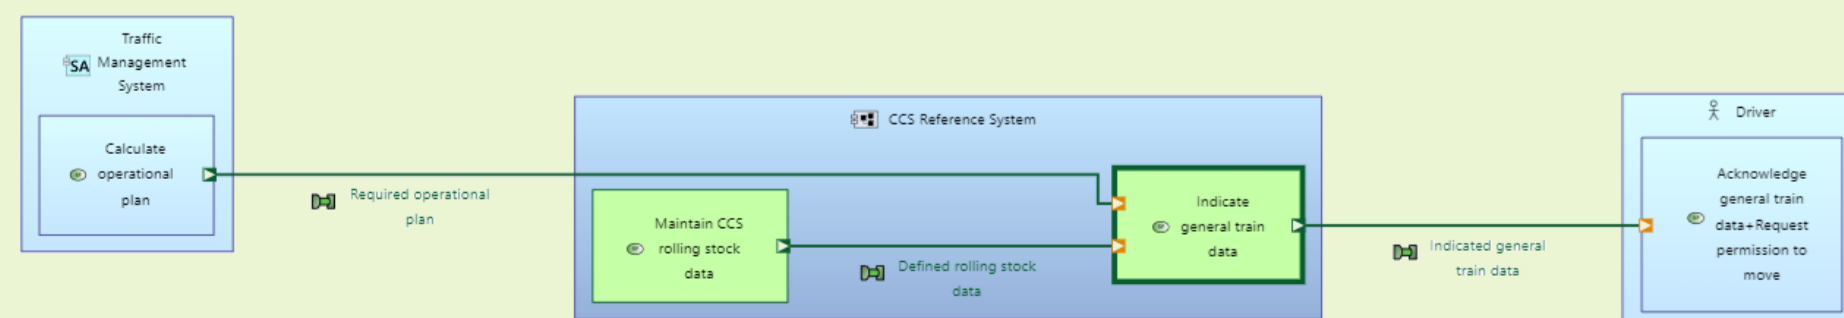 Traffic
SA Management
System
Calculate
operational
plan
Required operational
plan
CCS Reference System
Maintain CCS
rolling stock
data
Defined rolling stock
data
Indicate
general train
data
Indicated general
train data
Driver
Acknowledge
general train
data+Request
permission to
move